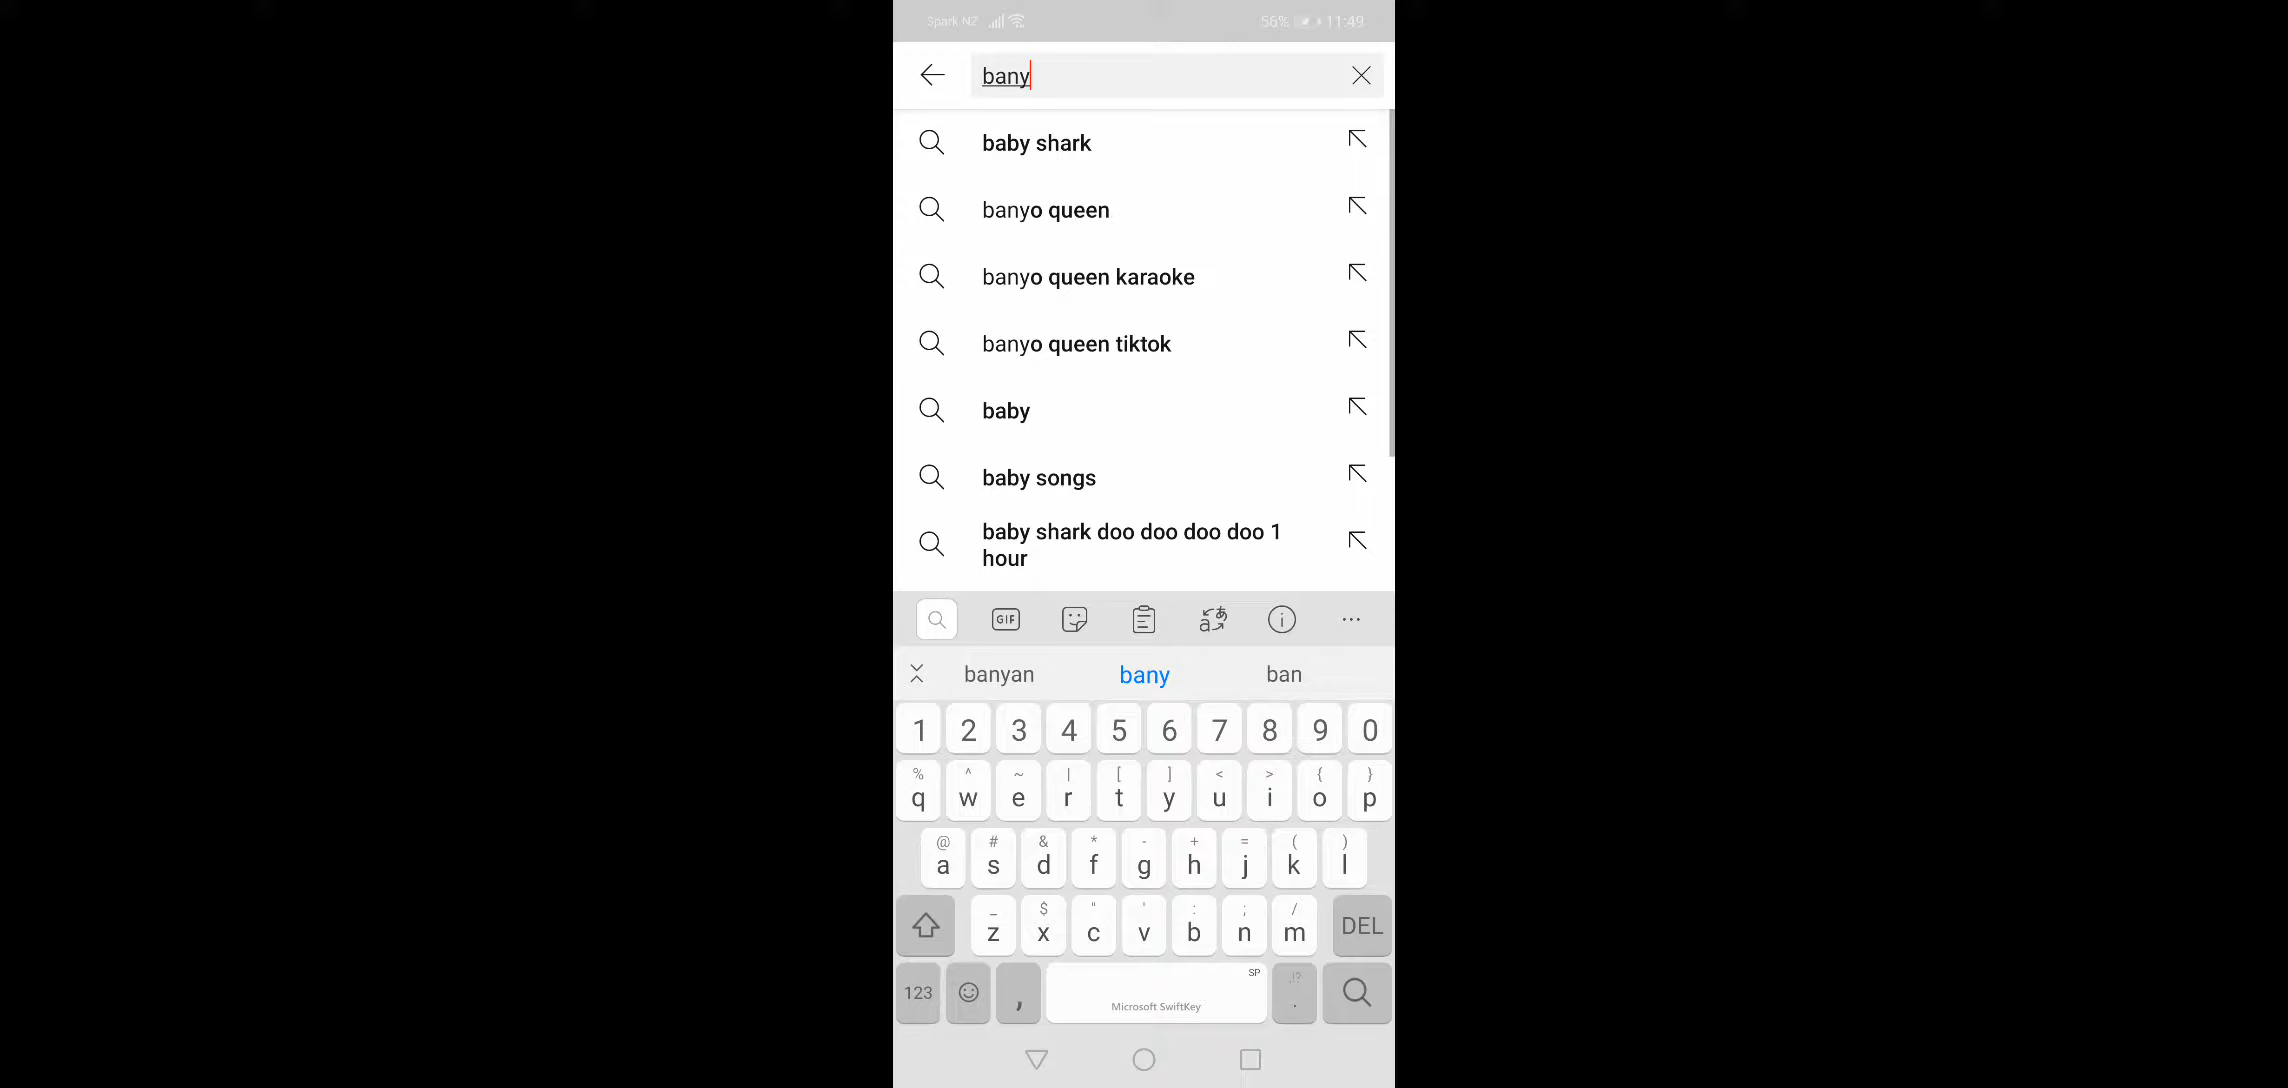 Spark NZ 56% 11:49
bany
baby shark
banyo queen
banyo queen karaoke
banyo queen tiktok
baby
baby songs
baby shark doo doo doo doo 1
hour
GIF
banyan bany ban
1 2 3 4 5 6 7 8 9 0
% ^ ~ | [ ] < > { }
q w e r t y u i o p
@ # & * - + = ( )
a s d f g h j k l
_ $ " ' : ; /
z x c v b n m DEL
SP
.!?
123 , Microsoft SwiftKey .